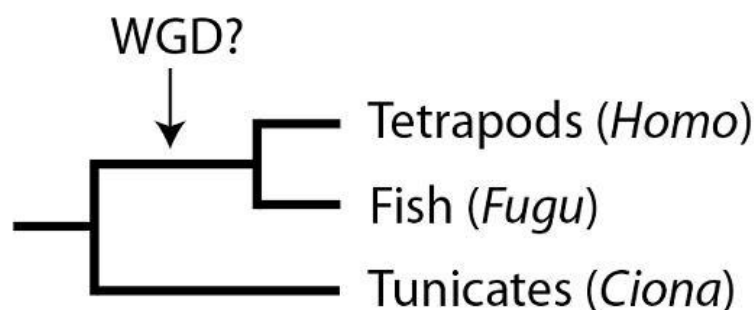 WGD?
Tetrapods (Homo)
Fish (Fugu)
Tunicates (Ciona)